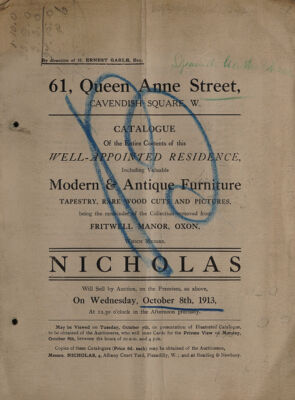 By direction of H. ERNEST GARLE, Esq.
61, Queen Anne Street,
CAVENDISH SQUARE, W.
CATALOGUE
Of the Entire Contents of this
WELL-APPOINTED RESIDENCE,
Including Valuable
Modern & Antique Furniture
TAPESTRY, RARE WOOD CUTS AND PICTURES,
being the remainder of the Collection removed from
FRITWELL MANOR, OXON.
Which Messrs.
NICHOLAS
Will Sell by Auction, on the Premises, as above,
On Wednesday, October 8th, 1913,
At 12.30 o'clock in the Afternoon precisely.
May be Viewed on Tuesday, October 7th, on presentation of Illustrated Catalogue,
to be obtained of the Auctioneers, who will issue Cards for the Private View on Monday,
October 6th, between the hours of 10 a.m. and 4 p.m.
Copies of these Catalogues (Price 6d. each) may be obtained of the Auctioneers,
Messrs. NICHOLAS, 4, Albany Court Yard, Piccadilly, W.; and at Reading & Newbury.